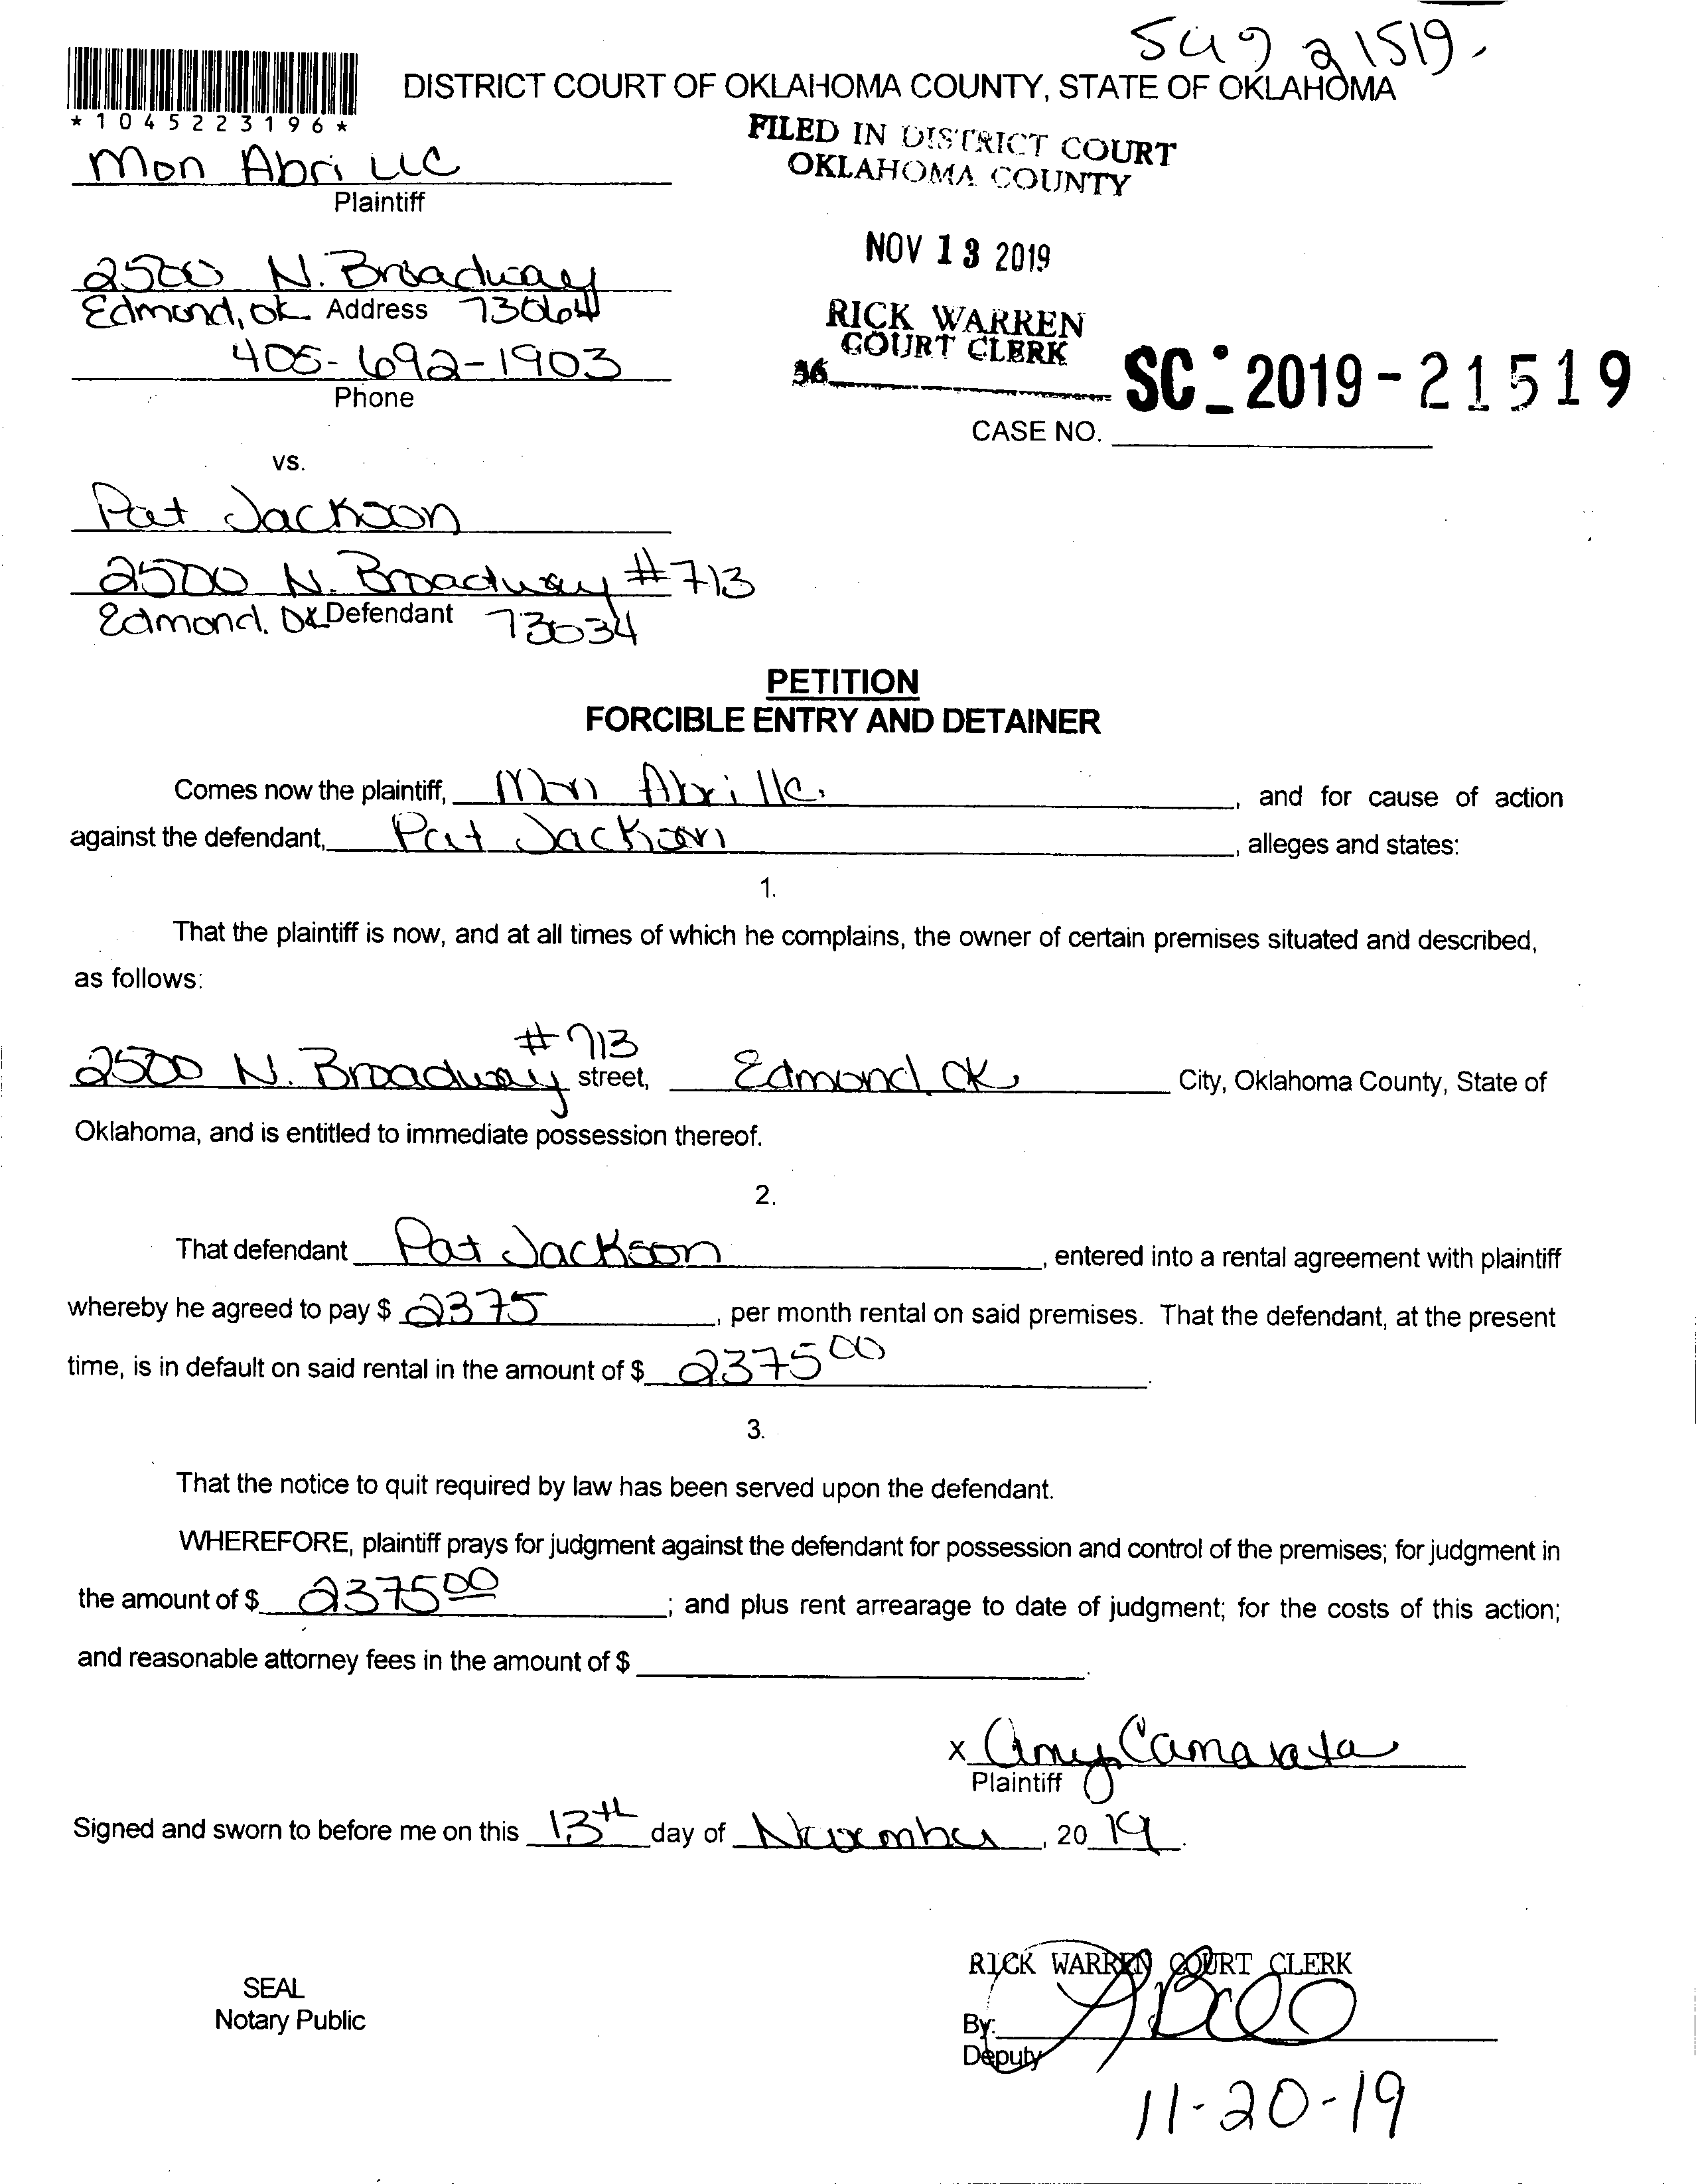 DISTRICT COURT OF OKLAHOMA COUNTY, STATE OF OKLAHOMA
*1045223196*
FILED IN DISTRICT COURT
OKLAHOMA COUNTY
Mon Abri LLC
Plaintiff
NOV 13 2019
2500 N. Broadway
Edmond, OK Address
RICK WARREN
COURT CLERK
405-692-1903
Phone
36
SC-2019-21519
CASE NO.
vs.
Pat Jackson
2500 N. Broadway #713
Edmond, OK Defendant 73034
PETITION
FORCIBLE ENTRY AND DETAINER
Comes now the plaintiff, Mon Abri llc. , and for cause of action
against the defendant, Pat Jackson , alleges and states:
1.
That the plaintiff is now, and at all times of which he complains, the owner of certain premises situated and described,
as follows:
#713
2500 N. Broadway street, Edmond, OK City, Oklahoma County, State of
Oklahoma, and is entitled to immediate possession thereof.
2.
That defendant Pat Jackson , entered into a rental agreement with plaintiff
whereby he agreed to pay $ 2375 , per month rental on said premises. That the defendant, at the present
time, is in default on said rental in the amount of $ 2375 00 .
3.
That the notice to quit required by law has been served upon the defendant.
WHEREFORE, plaintiff prays for judgment against the defendant for possession and control of the premises; for judgment in
the amount of $ 2375 00 ; and plus rent arrearage to date of judgment; for the costs of this action;
and reasonable attorney fees in the amount of $ .
x Amy Camarata
Plaintiff
Signed and sworn to before me on this 13th day of November , 20 19 .
RICK WARREN COURT CLERK
SEAL
Notary Public
By:
Deputy
11-20-19